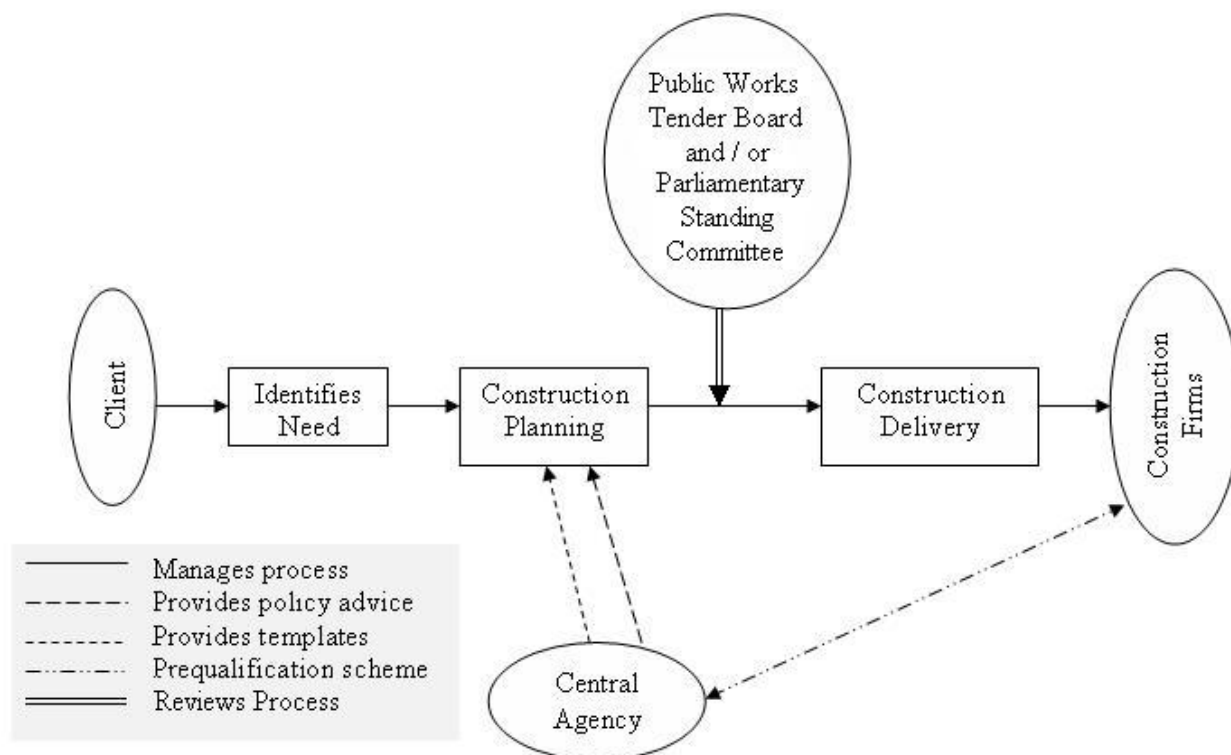 Public Works
Tender Board
and / or
Parliamentary
Standing
Committee
Client
Identifies
Need
Construction
Planning
Construction
Delivery
Construction
Firms
Manages process
Provides policy advice
Provides templates
Prequalification scheme
Reviews Process
Central
Agency